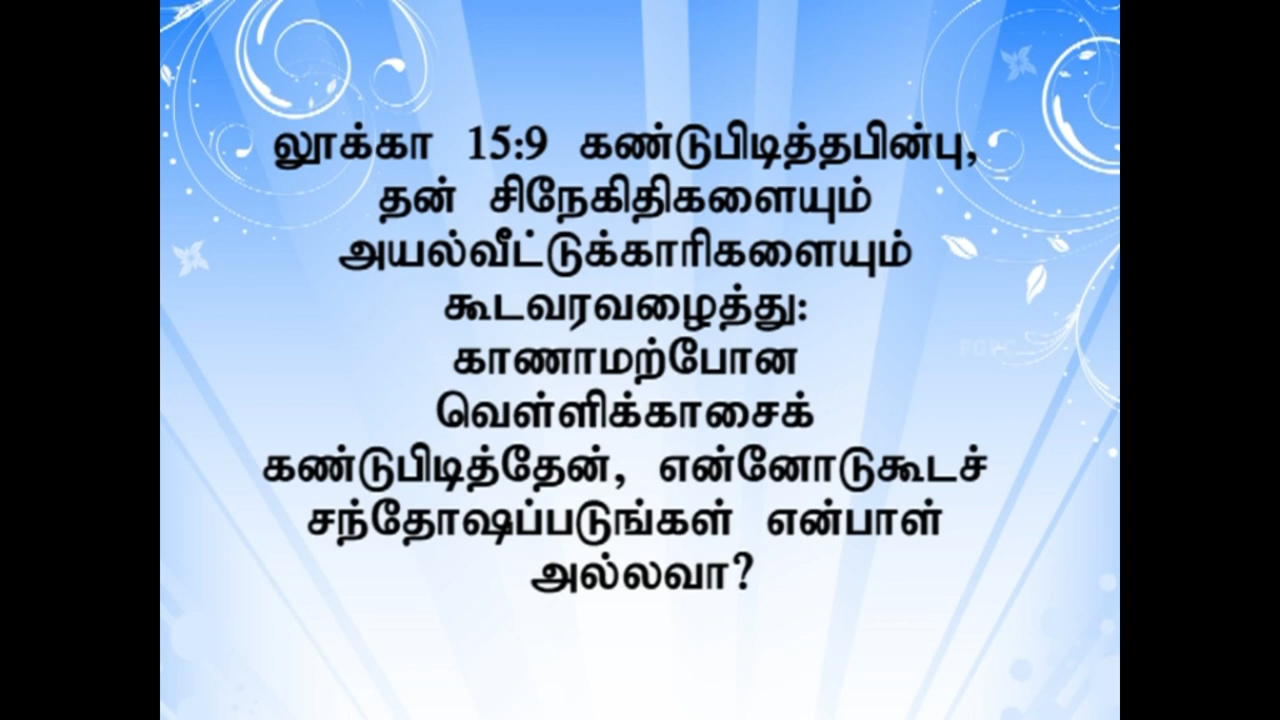 லூக்கா 15:9 கண்டுபிடித்தபின்பு,
தன் சிநேகிதிகளையும்
அயல்வீட்டுக்காரிகளையும்
கூடவரவழைத்து:
காணாமற்போன
வெள்ளிக்காசைக்
கண்டுபிடித்தேன், என்னோடுகூடச்
சந்தோஷப்படுங்கள் என்பாள்
அல்லவா?